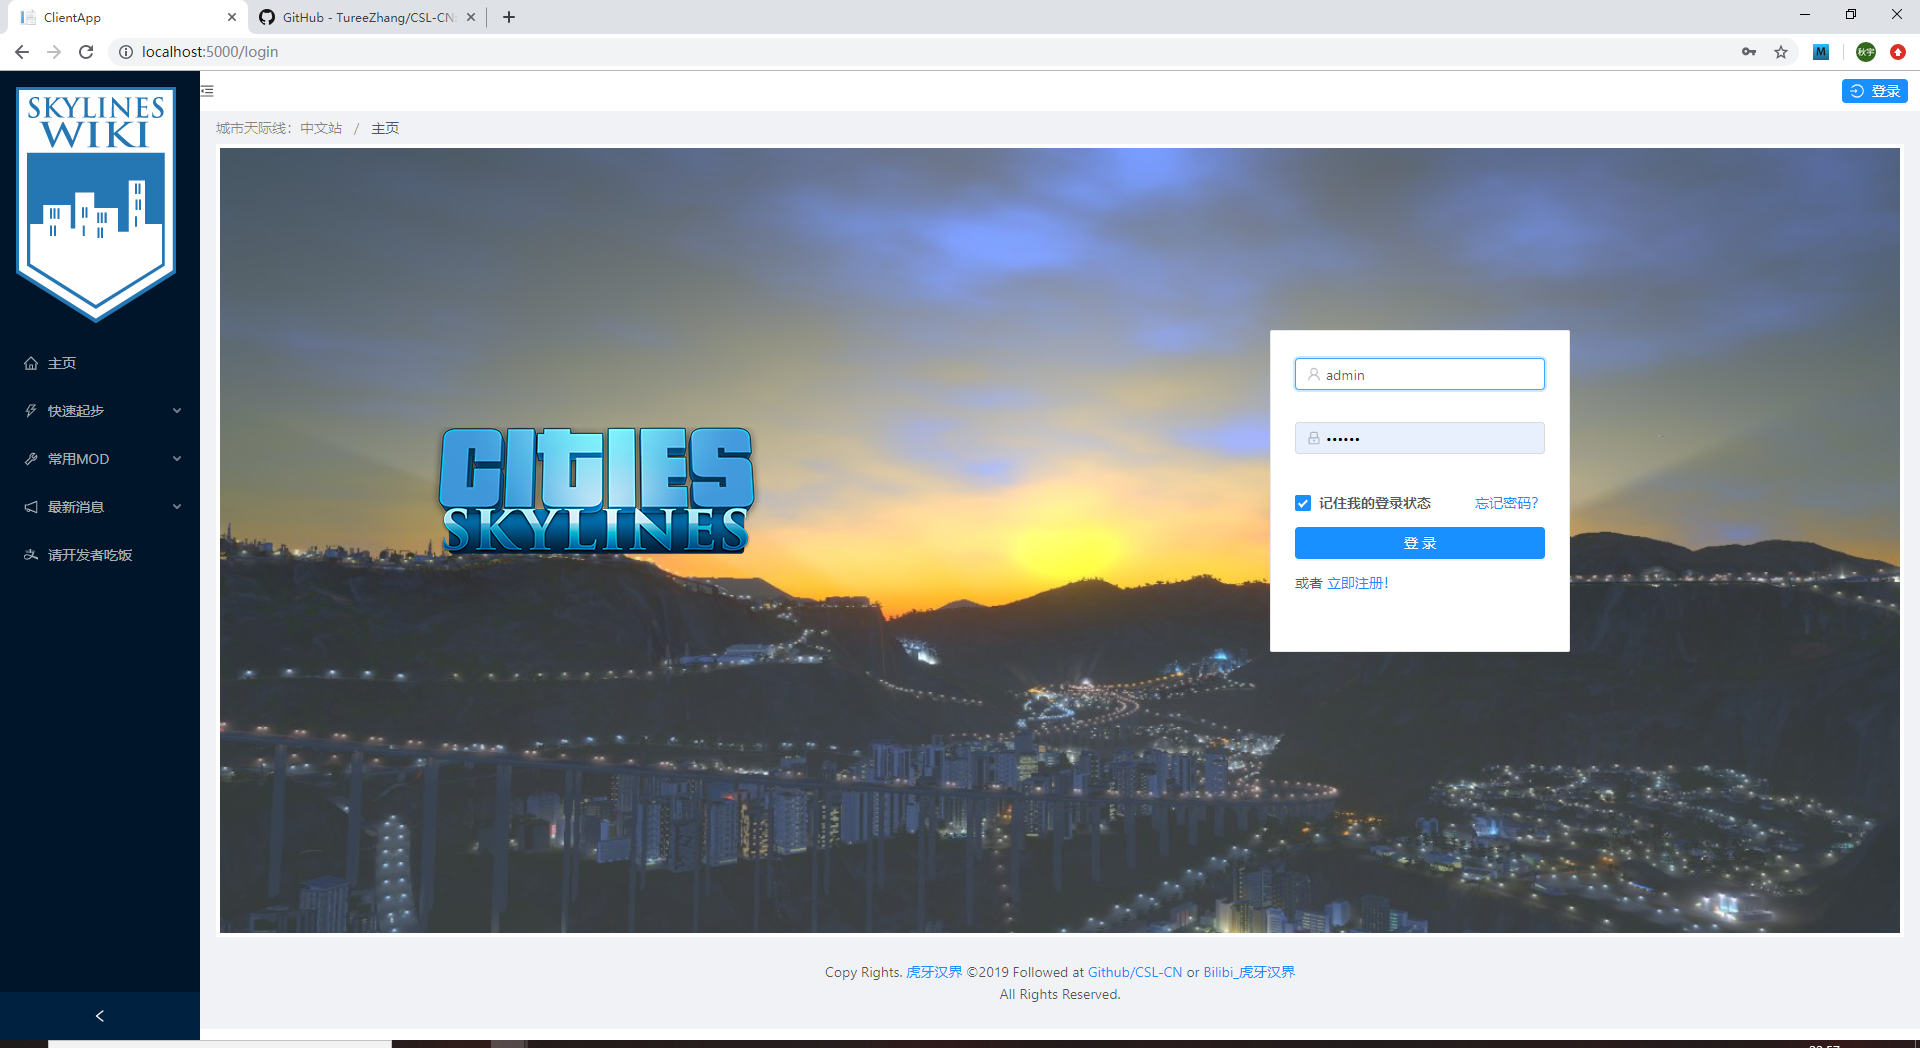 ClientApp
GitHub - TureeZhang/CSL-CN:
localhost:5000/login
M
秋宇
SKYLINES
WIKI
登录
城市天际线：中文站 / 主页
主页
快速起步
常用MOD
最新消息
请开发者吃饭
CITIES
SKYLINES
admin
••••••
记住我的登录状态 忘记密码？
登 录
或者 立即注册！
Copy Rights. 虎牙汉界 ©2019 Followed at Github/CSL-CN or Bilibi_虎牙汉界
All Rights Reserved.